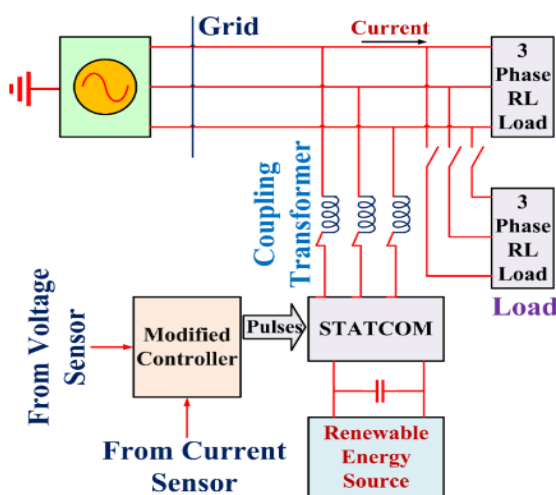 Grid
Current
3
Phase
RL
Load
Coupling
Transformer
3
Phase
RL
Load
Load
From Voltage
Sensor
Modified
Controller
Pulses
STATCOM
From Current
Sensor
Renewable
Energy
Source